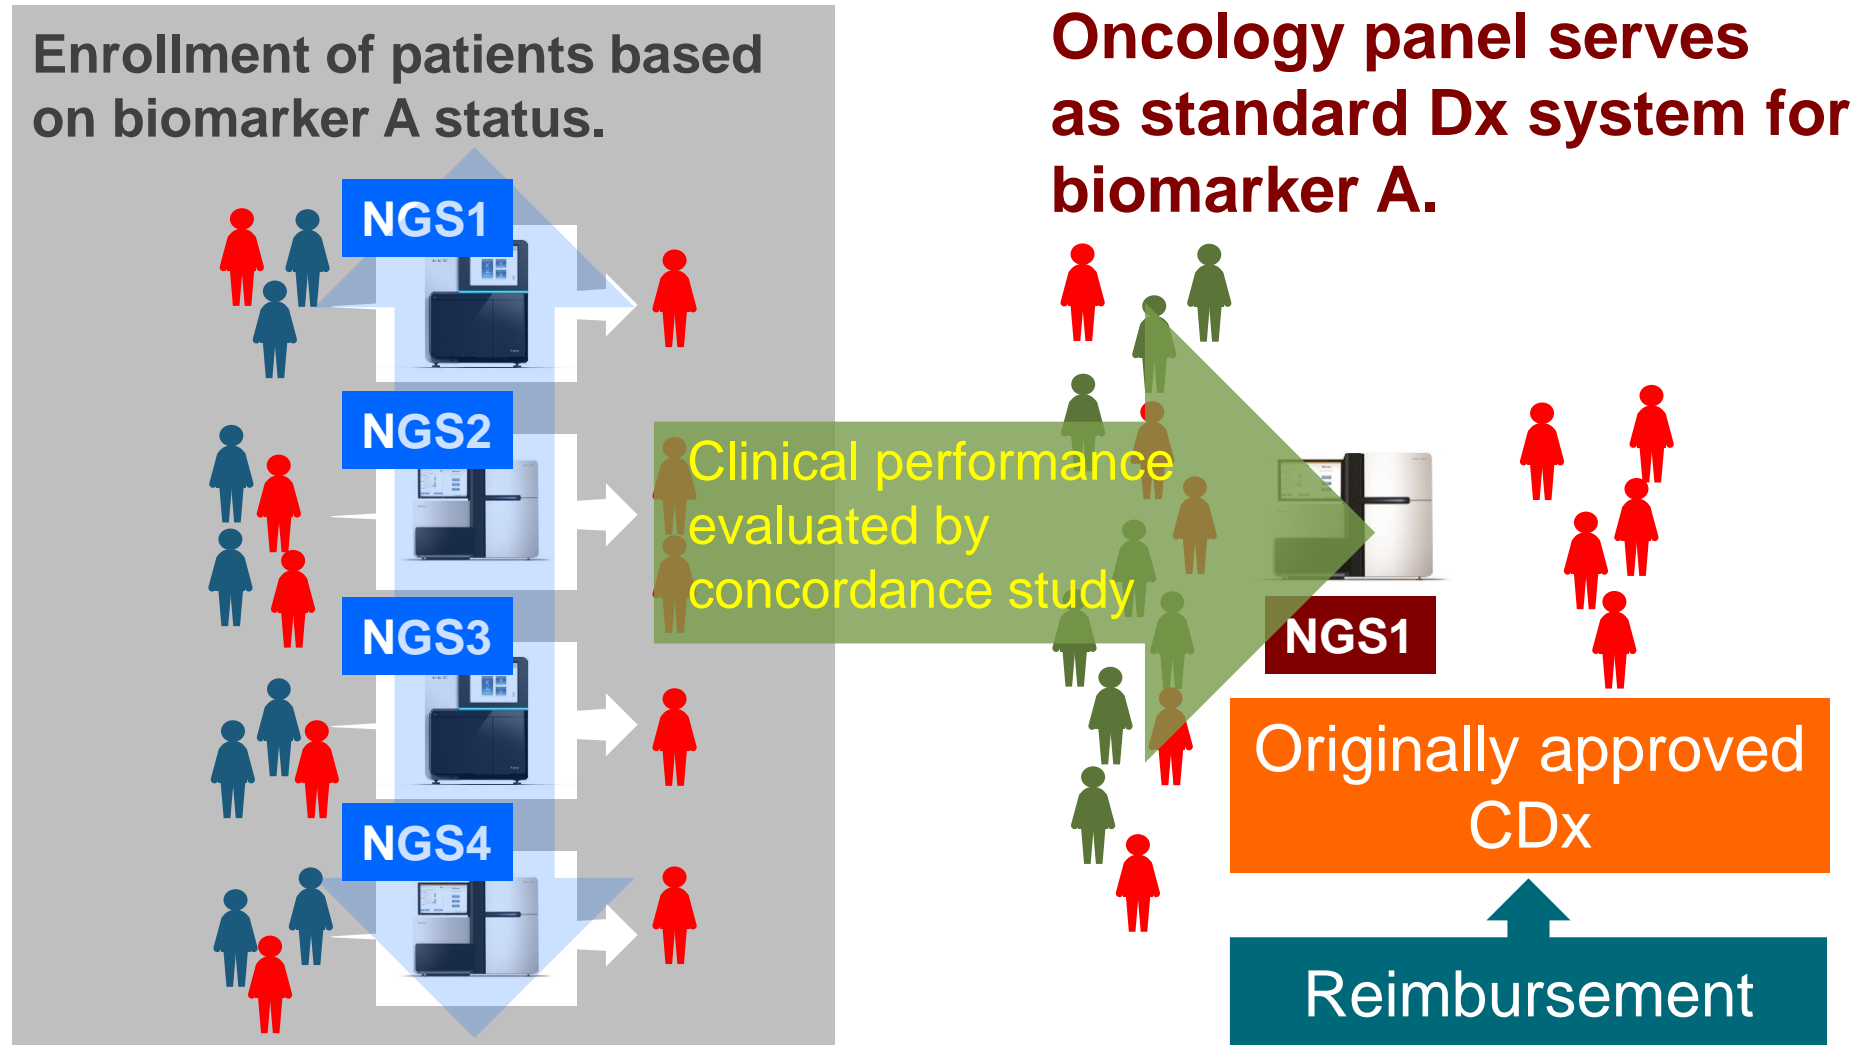 Enrollment of patients based
on biomarker A status.
NGS1
NGS2
NGS3
NGS4
Clinical performance
evaluated by
concordance study
Oncology panel serves
as standard Dx system for
biomarker A.
NGS1
Originally approved
CDx
Reimbursement